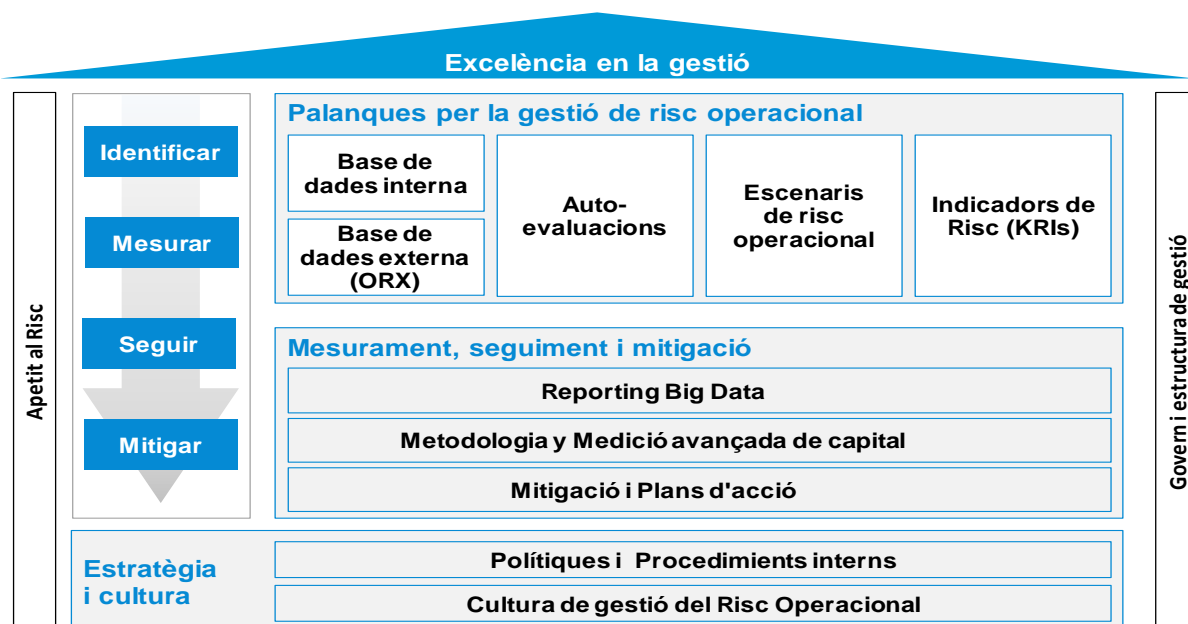 Excelència en la gestió
Apetit al Risc
Identificar
Mesurar
Seguir
Mitigar
Palanques per la gestió de risc operacional
Base de
dades interna
Base de
dades externa
(ORX)
Auto-
evaluacions
Escenaris
de risc
operacional
Indicadors de
Risc (KRIs)
Mesurament, seguiment i mitigació
Reporting Big Data
Metodologia y Medició avançada de capital
Mitigació i Plans d'acció
Estratègia
i cultura
Polítiques i Procedimients interns
Cultura de gestió del Risc Operacional
Govern i estructura de gestió